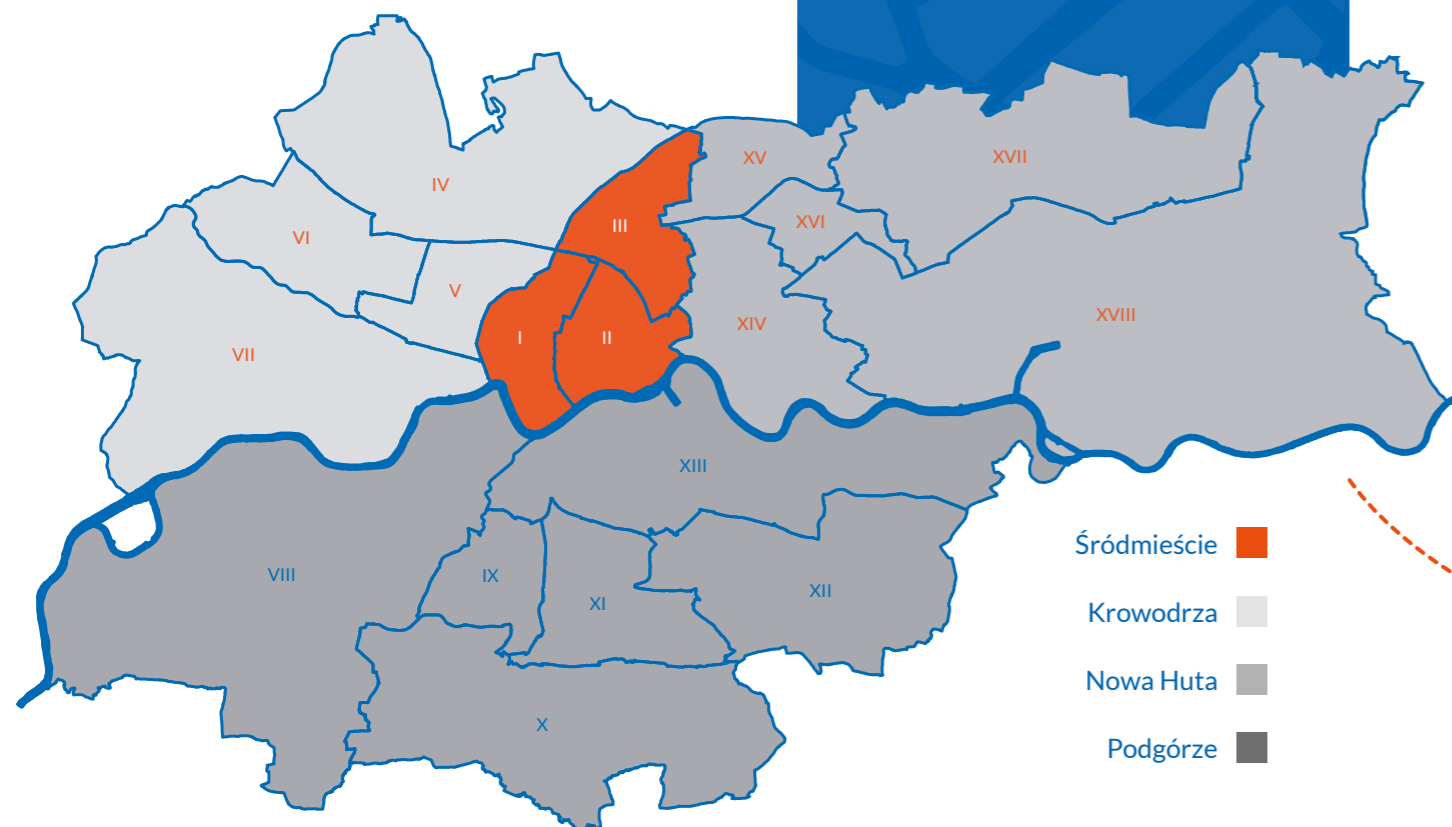 XV
XVII
IV
XVI
III
VI
V
XIV
XVIII
I
II
VII
XIII
VIII
IX
XI
XII
X
Śródmieście
Krowodrza
Nowa Huta
Podgórze